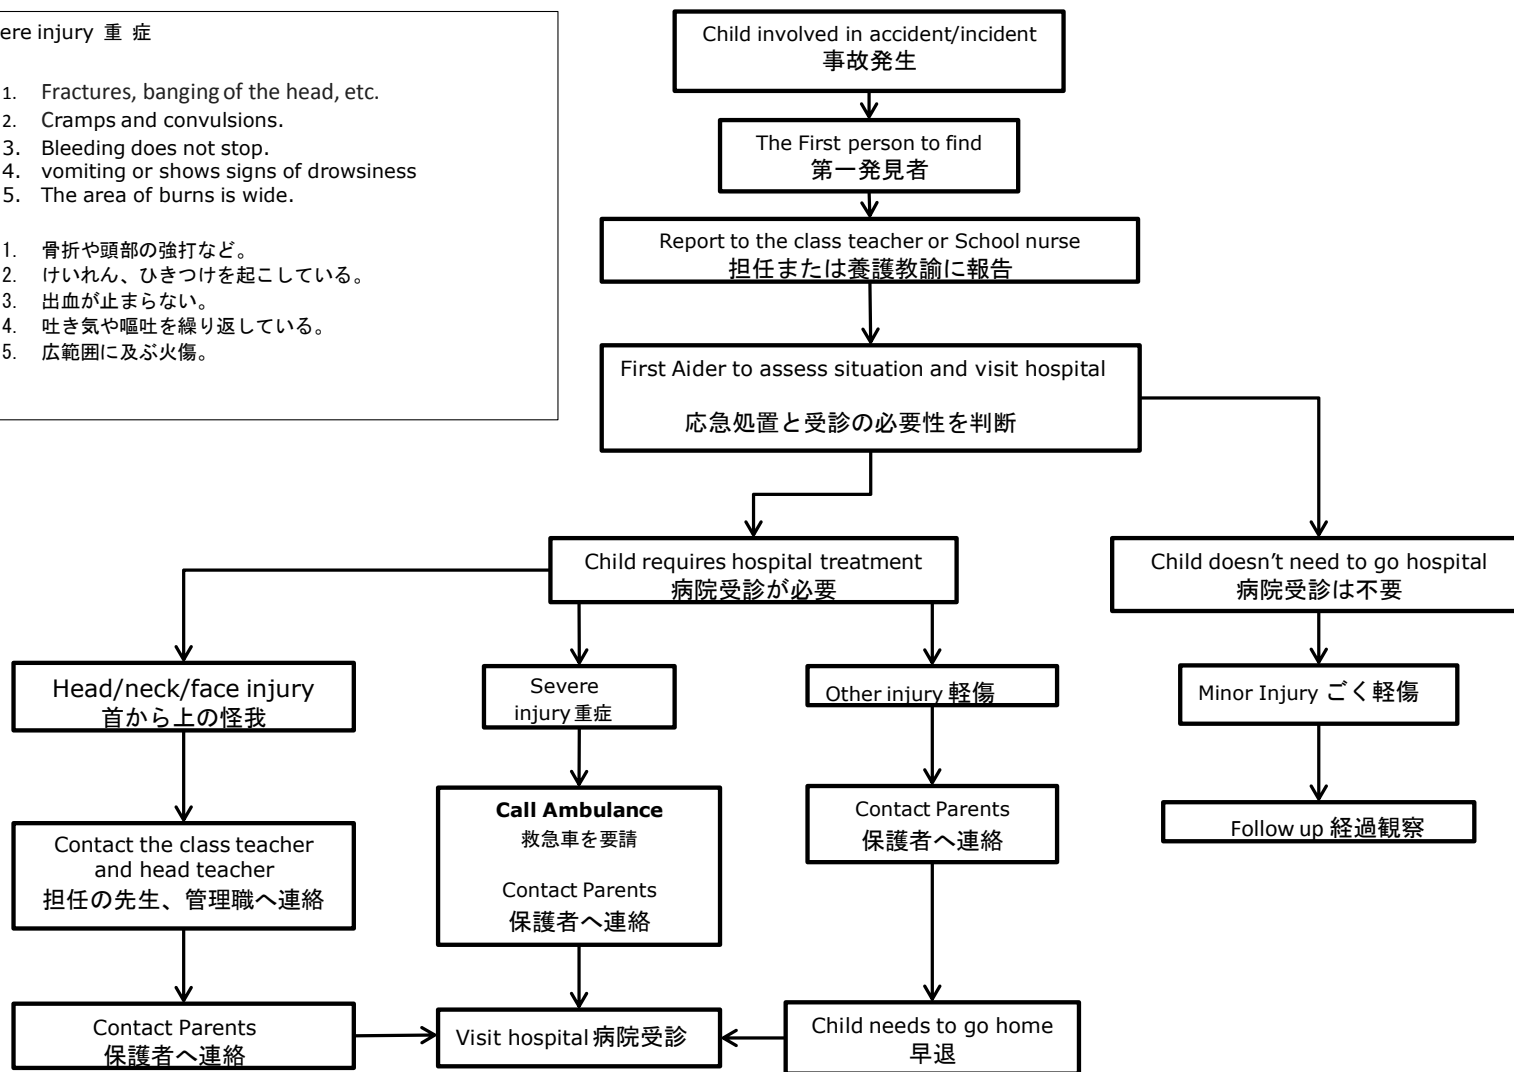 ere injury 重 症
1. Fractures, banging of the head, etc.
2. Cramps and convulsions.
3. Bleeding does not stop.
4. vomiting or shows signs of drowsiness
5. The area of burns is wide.
1. 骨折や頭部の強打など。
2. けいれん、ひきつけを起こしている。
3. 出血が止まらない。
4. 吐き気や嘔吐を繰り返している。
5. 広範囲に及ぶ火傷。
Child involved in accident/incident
事故発生
The First person to find
第一発見者
Report to the class teacher or School nurse
担任または養護教諭に報告
First Aider to assess situation and visit hospital
応急処置と受診の必要性を判断
Child requires hospital treatment
病院受診が必要
Child doesn’t need to go hospital
病院受診は不要
Head/neck/face injury
首から上の怪我
Severe
injury 重症
Other injury 軽傷
Minor Injury ごく軽傷
Contact the class teacher
and head teacher
担任の先生、管理職へ連絡
Call Ambulance
救急車を要請
Contact Parents
保護者へ連絡
Contact Parents
保護者へ連絡
Follow up 経過観察
Contact Parents
保護者へ連絡
Visit hospital 病院受診
Child needs to go home
早退